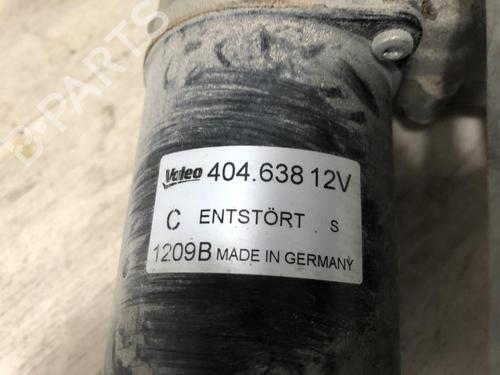 Valeo 404.638 12V
C ENTSTÖRT S
1209B MADE IN GERMANY
B-PARTS